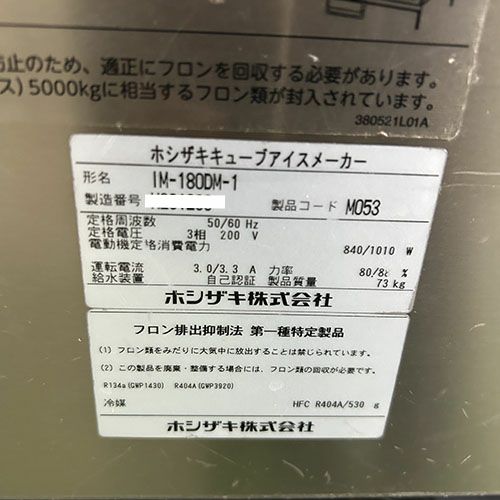 防止のため、適正にフロンを回収する必要があります。
ス)5000kgに相当するフロン類が封入されています。
380521L01A
ホシザキキューブアイスメーカー
形名 IM-180DM-1
製造番号 製品コード M053
定格周波数 50/60 Hz
定格電圧 3相 200 V
電動機定格消費電力 840/1010 W
運転電流 3.0/3.3 A 力率 80/88 %
給水装置 自己認証 製品質量 73 kg
ホシザキ株式会社
フロン排出抑制法 第一種特定製品
(1) フロン類をみだりに大気中に放出することは禁じられています。
(2) この製品を廃棄・整備する場合には、フロン類の回収が必要です。
R134a(GWP1430) R404A(GWP3920)
冷媒 HFC R404A/530 g
ホシザキ株式会社